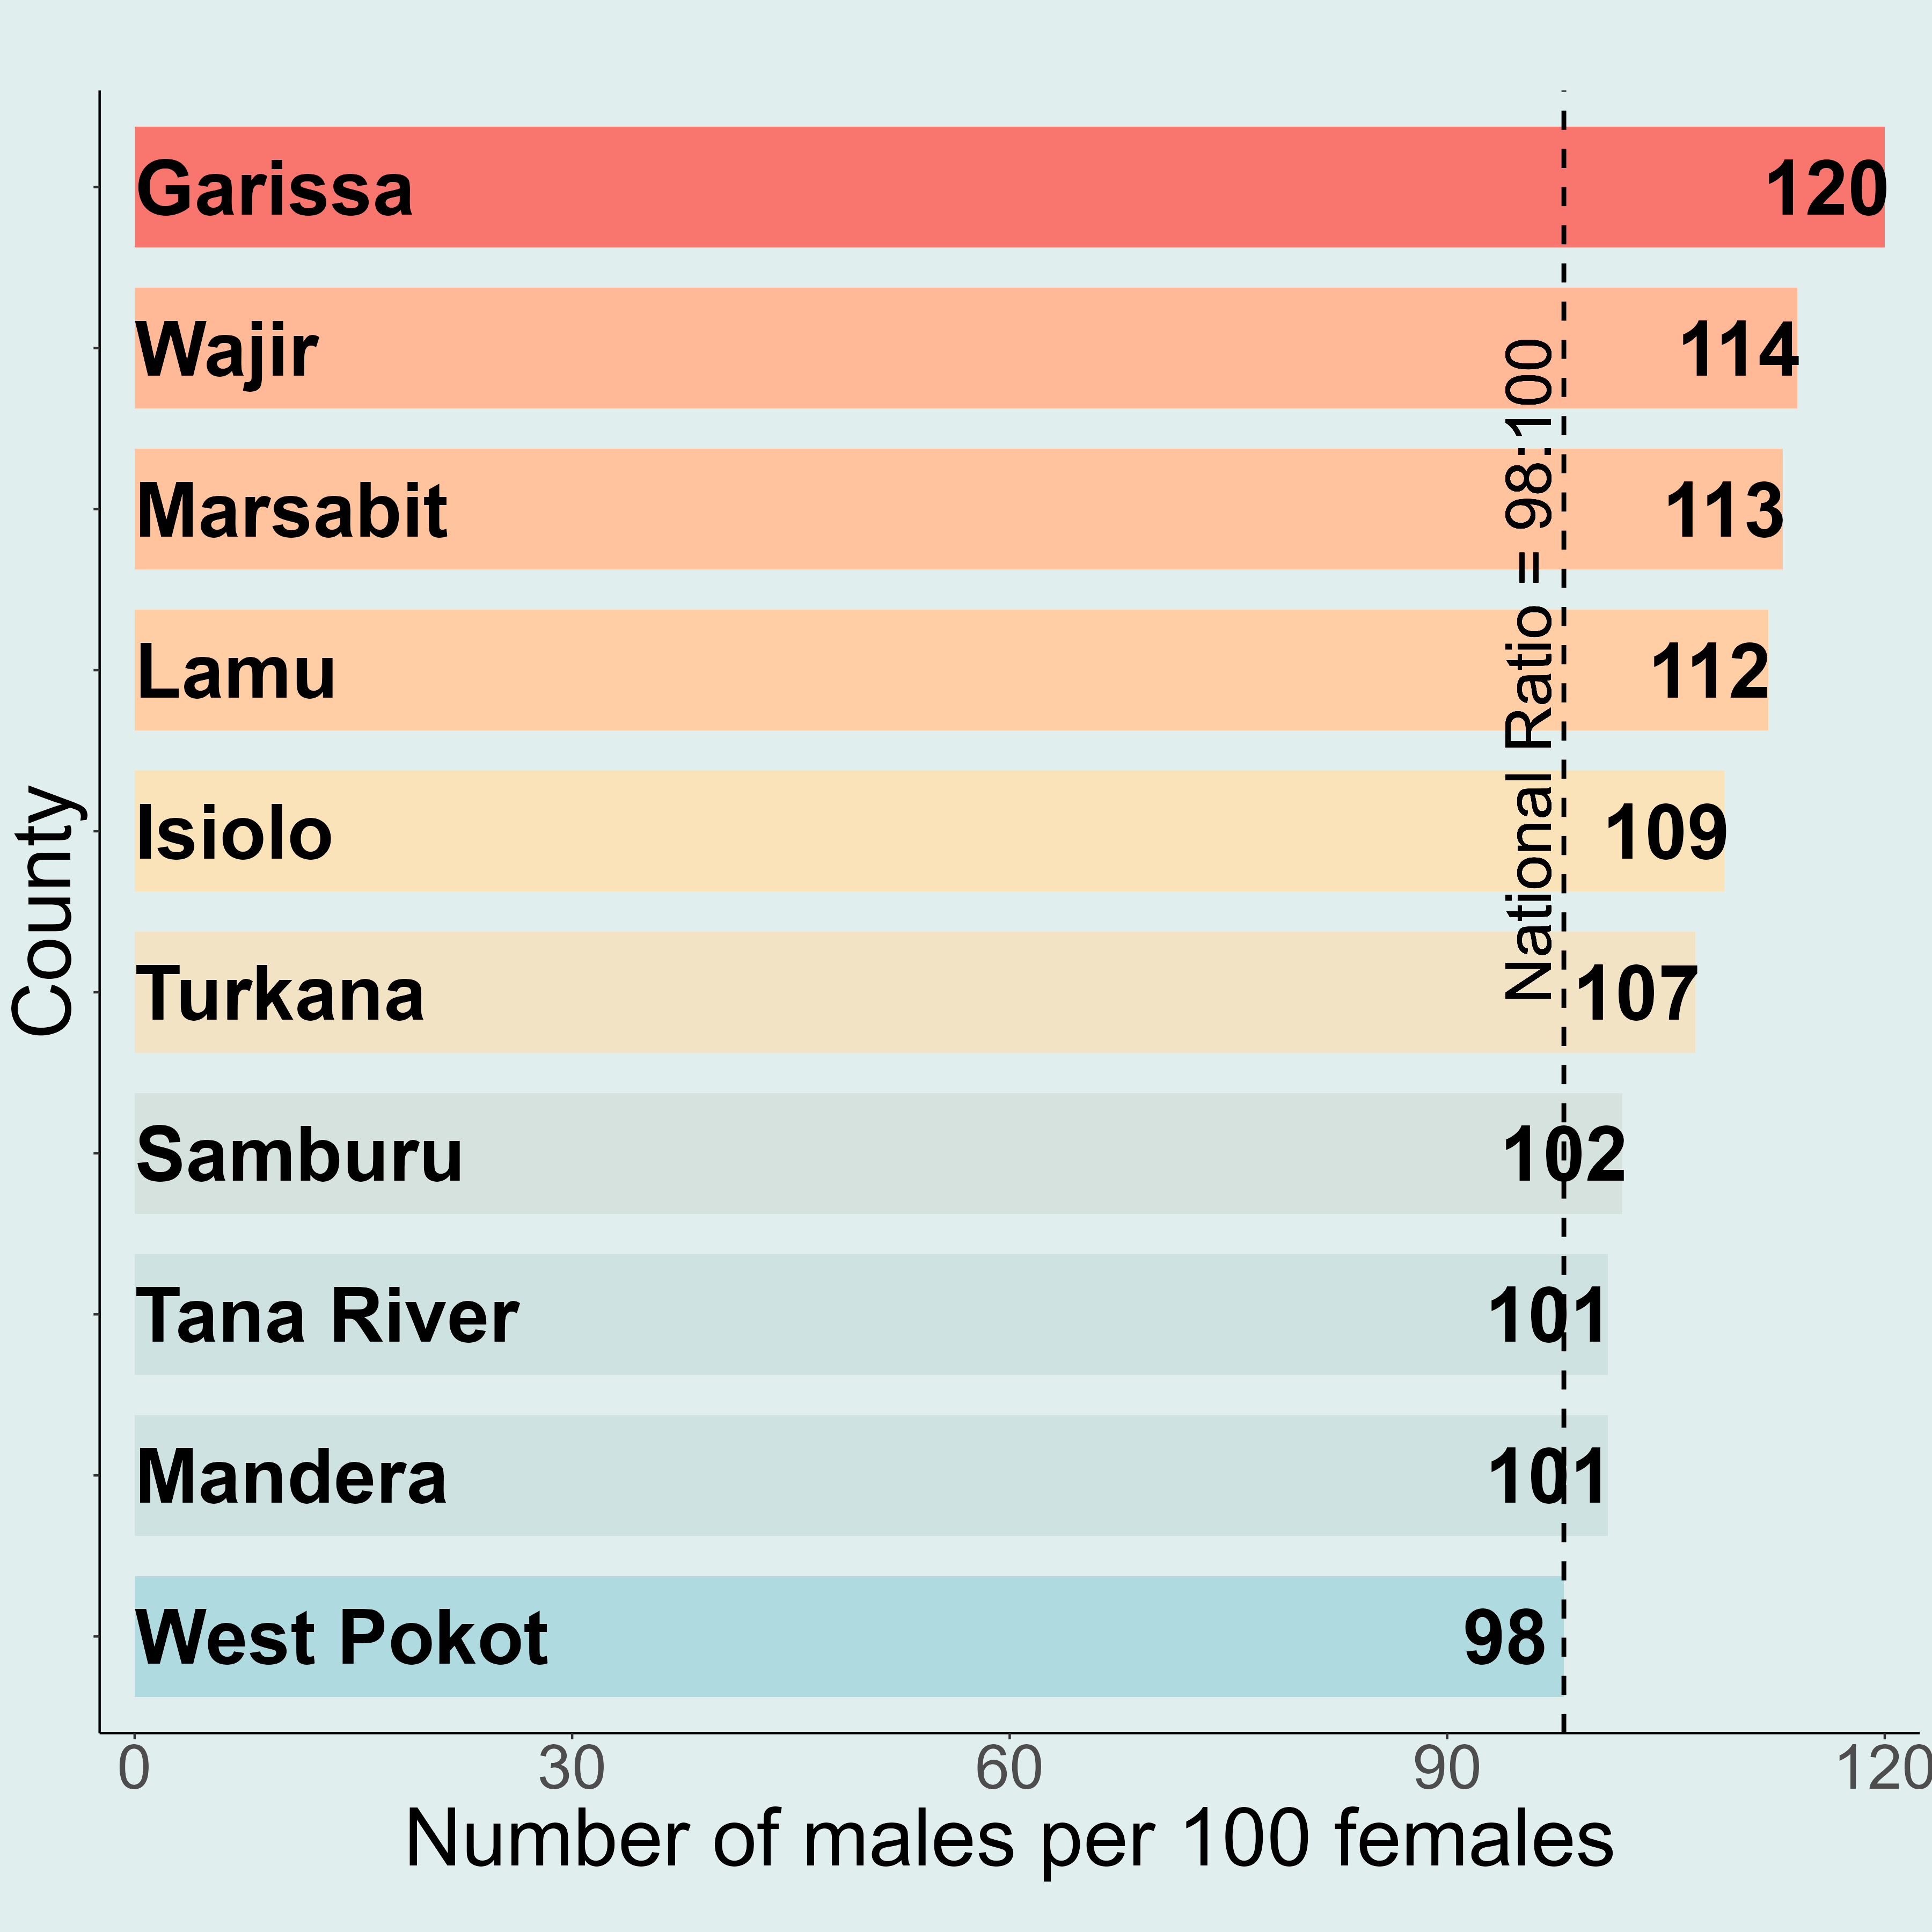 Garissa 120
Wajir 114
Marsabit 113
Lamu 112
Isiolo 109
Turkana 107
Samburu 102
Tana River 101
Mandera 101
West Pokot 98
National Ratio = 98:100
County
0 30 60 90 120
Number of males per 100 females